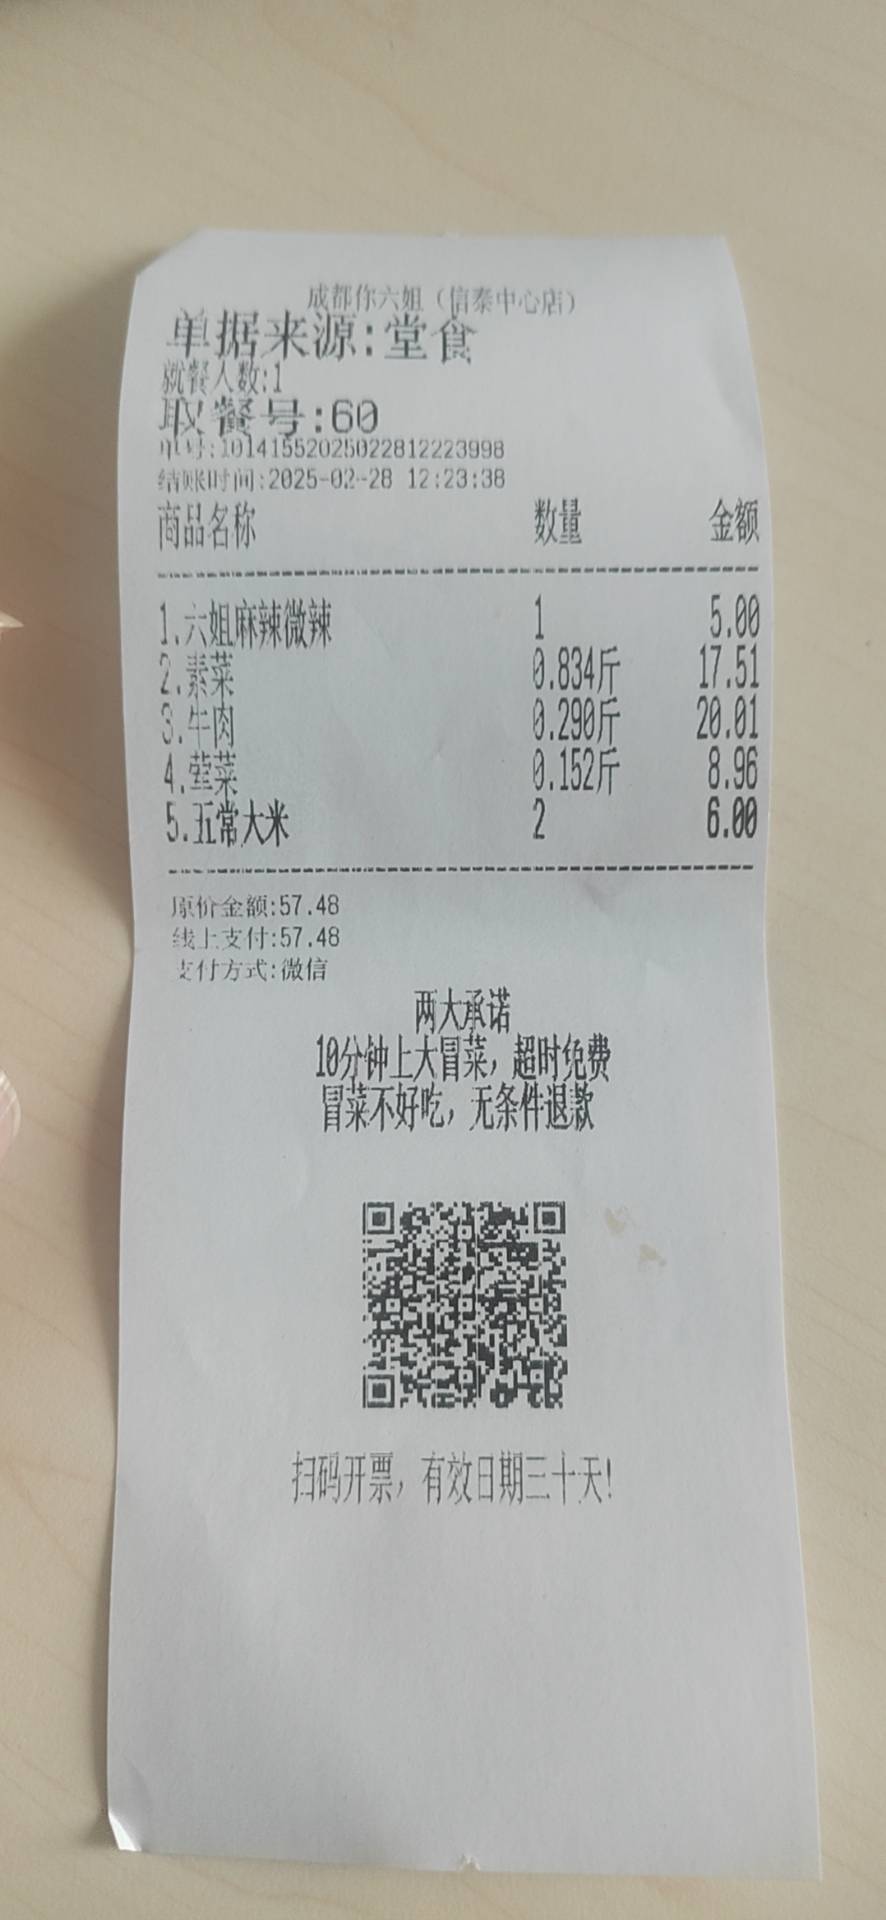 成都你六姐（信泰中心店）
单据来源:堂食
就餐人数:1
取餐号:60
单号:10141552025022812223998
结账时间:2025-02-28 12:23:38
商品名称 数量 金额
1.六姐麻辣微辣 1 5.00
2.素菜 0.834斤 17.51
3.牛肉 0.290斤 20.01
4.荤菜 0.152斤 8.96
5.五常大米 2 6.00
原价金额:57.48
线上支付:57.48
支付方式:微信
两大承诺
10分钟上大冒菜，超时免费
冒菜不好吃，无条件退款
扫码开票，有效日期三十天!